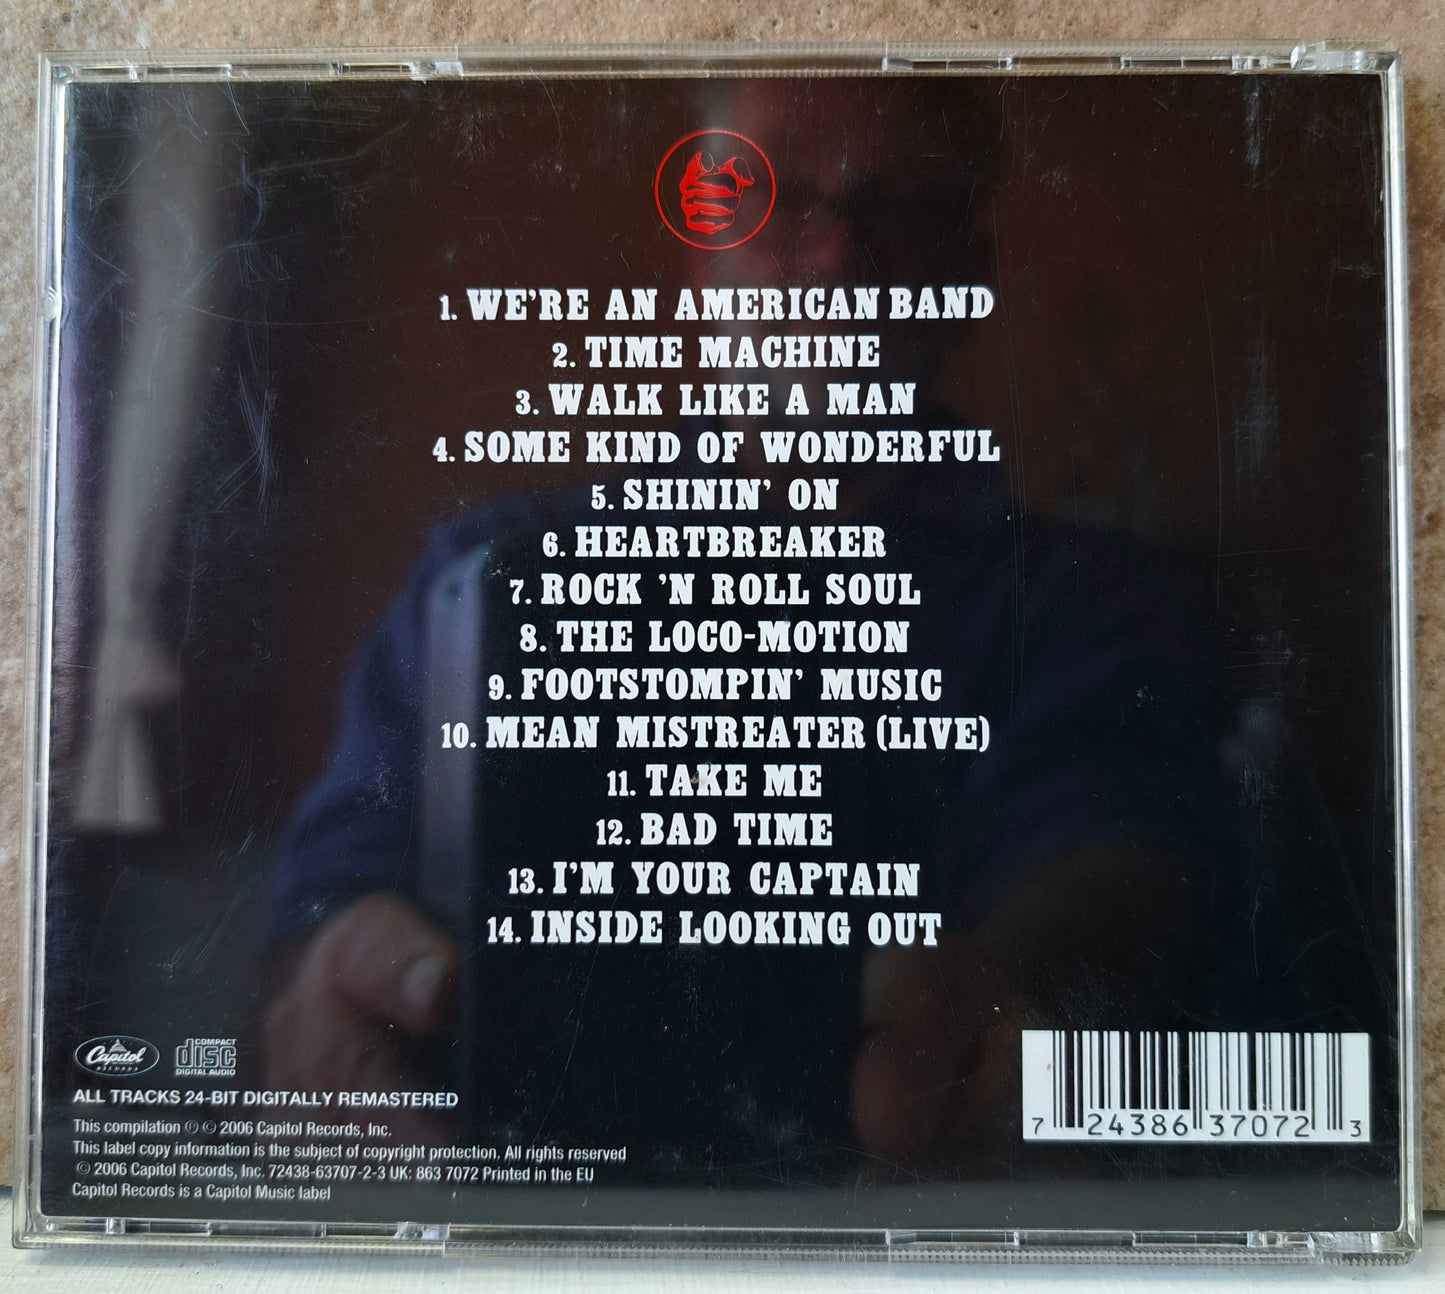 1. WE'RE AN AMERICAN BAND
2. TIME MACHINE
3. WALK LIKE A MAN
4. SOME KIND OF WONDERFUL
5. SHININ' ON
6. HEARTBREAKER
7. ROCK 'N ROLL SOUL
8. THE LOCO-MOTION
9. FOOTSTOMPIN' MUSIC
10. MEAN MISTREATER (LIVE)
11. TAKE ME
12. BAD TIME
13. I'M YOUR CAPTAIN
14. INSIDE LOOKING OUT
Capitol
RECORDS
COMPACT
disc
DIGITAL AUDIO
ALL TRACKS 24-BIT DIGITALLY REMASTERED
This compilation ℗ © 2006 Capitol Records, Inc.
This label copy information is the subject of copyright protection. All rights reserved
© 2006 Capitol Records, Inc. 72438-63707-2-3 UK: 863 7072 Printed in the EU
Capitol Records is a Capitol Music label
7 24386 37072 3